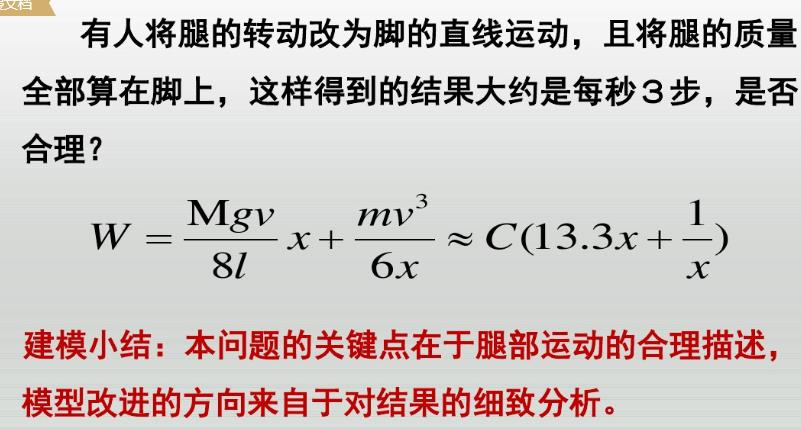 文档
有人将腿的转动改为脚的直线运动，且将腿的质量
全部算在脚上，这样得到的结果大约是每秒３步，是否
合理？
W = Mgv/8l x + mv³/6x ≈ C(13.3x + 1/x)
建模小结：本问题的关键点在于腿部运动的合理描述，
模型改进的方向来自于对结果的细致分析。